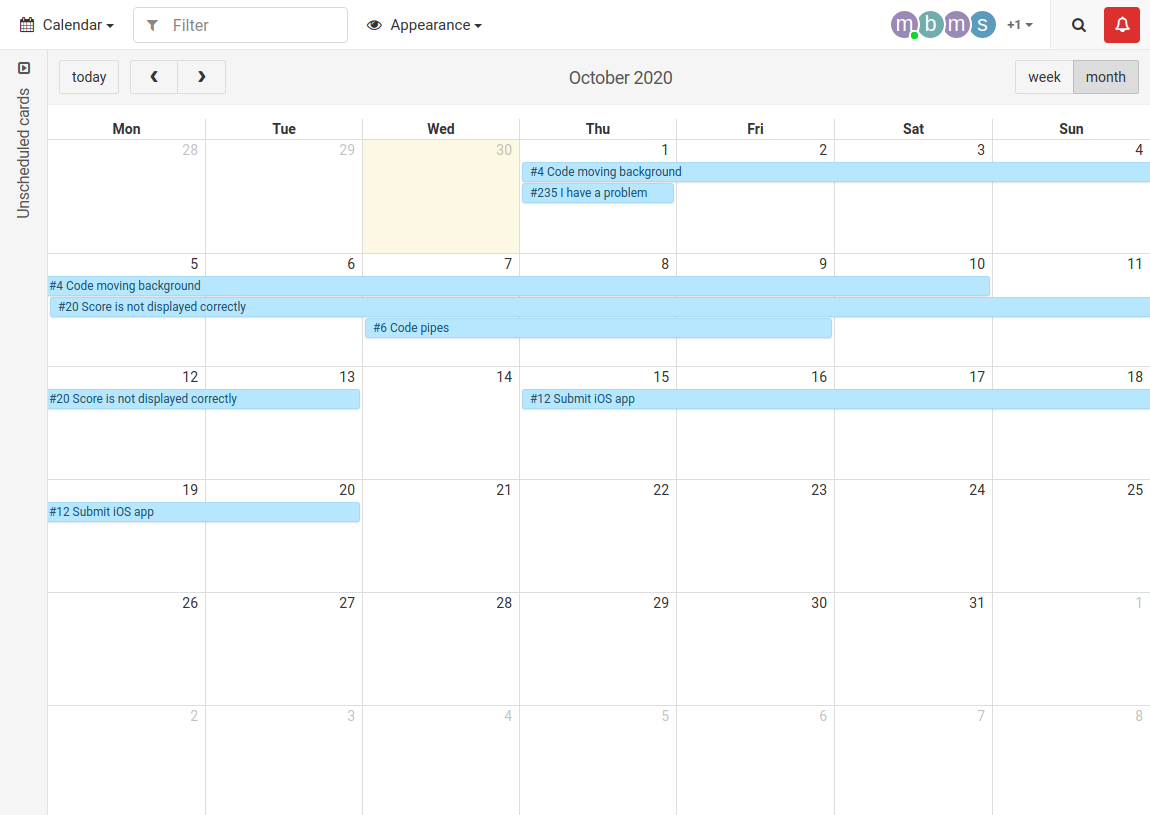 Calendar Filter Appearance m b m s +1
Unscheduled cards
today October 2020 week month
Mon Tue Wed Thu Fri Sat Sun
28 29 30 1 2 3 4
#4 Code moving background
#235 I have a problem
5 6 7 8 9 10 11
#4 Code moving background
#20 Score is not displayed correctly
#6 Code pipes
12 13 14 15 16 17 18
#20 Score is not displayed correctly #12 Submit iOS app
19 20 21 22 23 24 25
#12 Submit iOS app
26 27 28 29 30 31 1
2 3 4 5 6 7 8